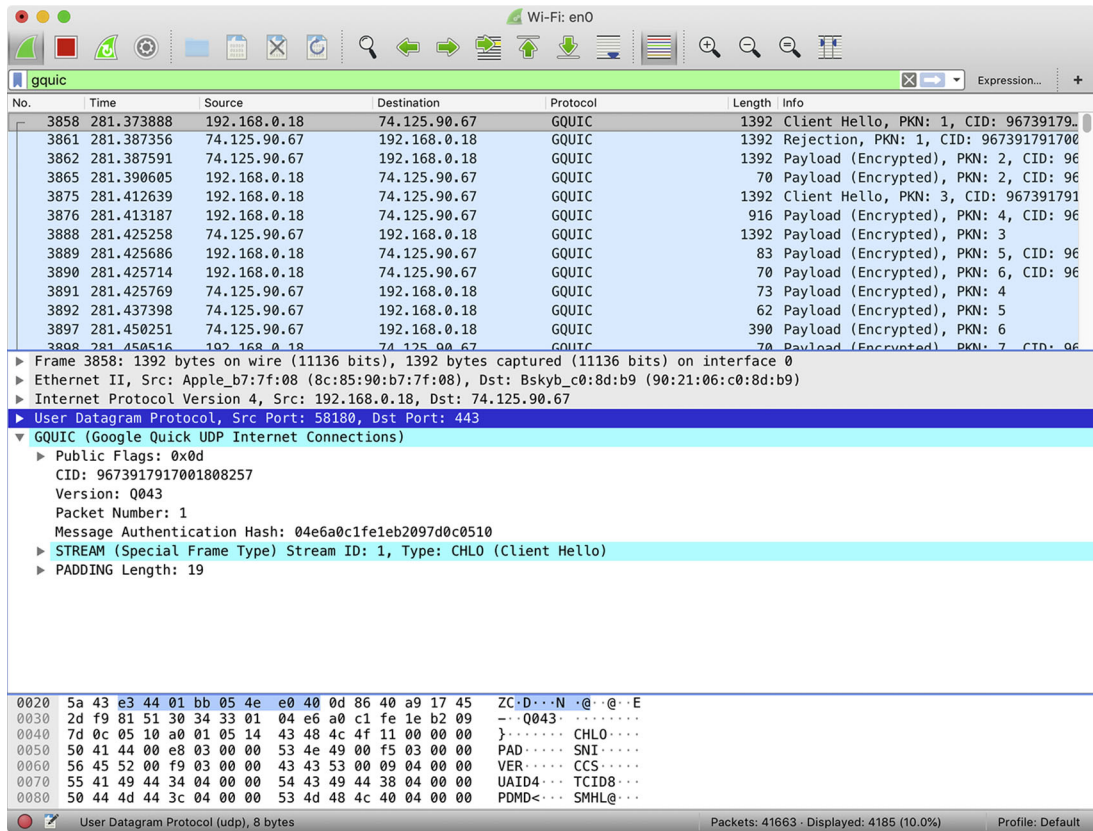 Wi-Fi: en0
gquic Expression... +
No. Time Source Destination Protocol Length Info
3858 281.373888 192.168.0.18 74.125.90.67 GQUIC 1392 Client Hello, PKN: 1, CID: 96739179…
3861 281.387356 74.125.90.67 192.168.0.18 GQUIC 1392 Rejection, PKN: 1, CID: 967391791700
3862 281.387591 74.125.90.67 192.168.0.18 GQUIC 1392 Payload (Encrypted), PKN: 2, CID: 96
3865 281.390605 192.168.0.18 74.125.90.67 GQUIC 70 Payload (Encrypted), PKN: 2, CID: 96
3875 281.412639 192.168.0.18 74.125.90.67 GQUIC 1392 Client Hello, PKN: 3, CID: 967391791
3876 281.413187 192.168.0.18 74.125.90.67 GQUIC 916 Payload (Encrypted), PKN: 4, CID: 96
3888 281.425258 74.125.90.67 192.168.0.18 GQUIC 1392 Payload (Encrypted), PKN: 3
3889 281.425686 192.168.0.18 74.125.90.67 GQUIC 83 Payload (Encrypted), PKN: 5, CID: 96
3890 281.425714 192.168.0.18 74.125.90.67 GQUIC 70 Payload (Encrypted), PKN: 6, CID: 96
3891 281.425769 74.125.90.67 192.168.0.18 GQUIC 73 Payload (Encrypted), PKN: 4
3892 281.437398 74.125.90.67 192.168.0.18 GQUIC 62 Payload (Encrypted), PKN: 5
3897 281.450251 74.125.90.67 192.168.0.18 GQUIC 390 Payload (Encrypted), PKN: 6
3898 281.450516 192.168.0.18 74.125.90.67 GQUIC 70 Payload (Encrypted), PKN: 7, CID: 96
Frame 3858: 1392 bytes on wire (11136 bits), 1392 bytes captured (11136 bits) on interface 0
Ethernet II, Src: Apple_b7:7f:08 (8c:85:90:b7:7f:08), Dst: Bskyb_c0:8d:b9 (90:21:06:c0:8d:b9)
Internet Protocol Version 4, Src: 192.168.0.18, Dst: 74.125.90.67
User Datagram Protocol, Src Port: 58180, Dst Port: 443
GQUIC (Google Quick UDP Internet Connections)
Public Flags: 0x0d
CID: 9673917917001808257
Version: Q043
Packet Number: 1
Message Authentication Hash: 04e6a0c1fe1eb2097d0c0510
STREAM (Special Frame Type) Stream ID: 1, Type: CHLO (Client Hello)
PADDING Length: 19
0020 5a 43 e3 44 01 bb 05 4e e0 40 0d 86 40 a9 17 45 ZC·D···N ·@··@··E
0030 2d f9 81 51 30 34 33 01 04 e6 a0 c1 fe 1e b2 09 -··Q043· ········
0040 7d 0c 05 10 a0 01 05 14 43 48 4c 4f 11 00 00 00 }······· CHLO····
0050 50 41 44 00 e8 03 00 00 53 4e 49 00 f5 03 00 00 PAD····· SNI·····
0060 56 45 52 00 f9 03 00 00 43 43 53 00 09 04 00 00 VER····· CCS·····
0070 55 41 49 44 34 04 00 00 54 43 49 44 38 04 00 00 UAID4··· TCID8···
0080 50 44 4d 44 3c 04 00 00 53 4d 48 4c 40 04 00 00 PDMD<··· SMHL@···
User Datagram Protocol (udp), 8 bytes Packets: 41663 · Displayed: 4185 (10.0%) Profile: Default